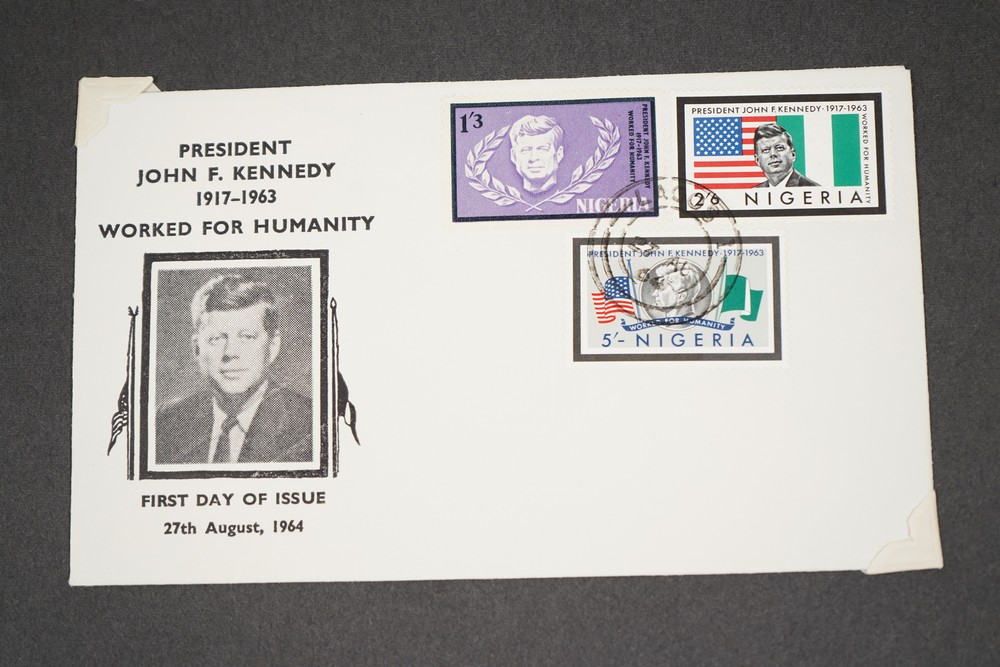 PRESIDENT
JOHN F. KENNEDY
1917–1963
WORKED FOR HUMANITY
FIRST DAY OF ISSUE
27th August, 1964
1'3
PRESIDENT JOHN F. KENNEDY
1917-1963
WORKED FOR HUMANITY
NIGERIA
PRESIDENT JOHN F. KENNEDY · 1917-1963
WORKED FOR HUMANITY
2'6 NIGERIA
LAGOS
PRESIDENT JOHN F. KENNEDY · 1917-1963
WORKED FOR HUMANITY
5'- NIGERIA